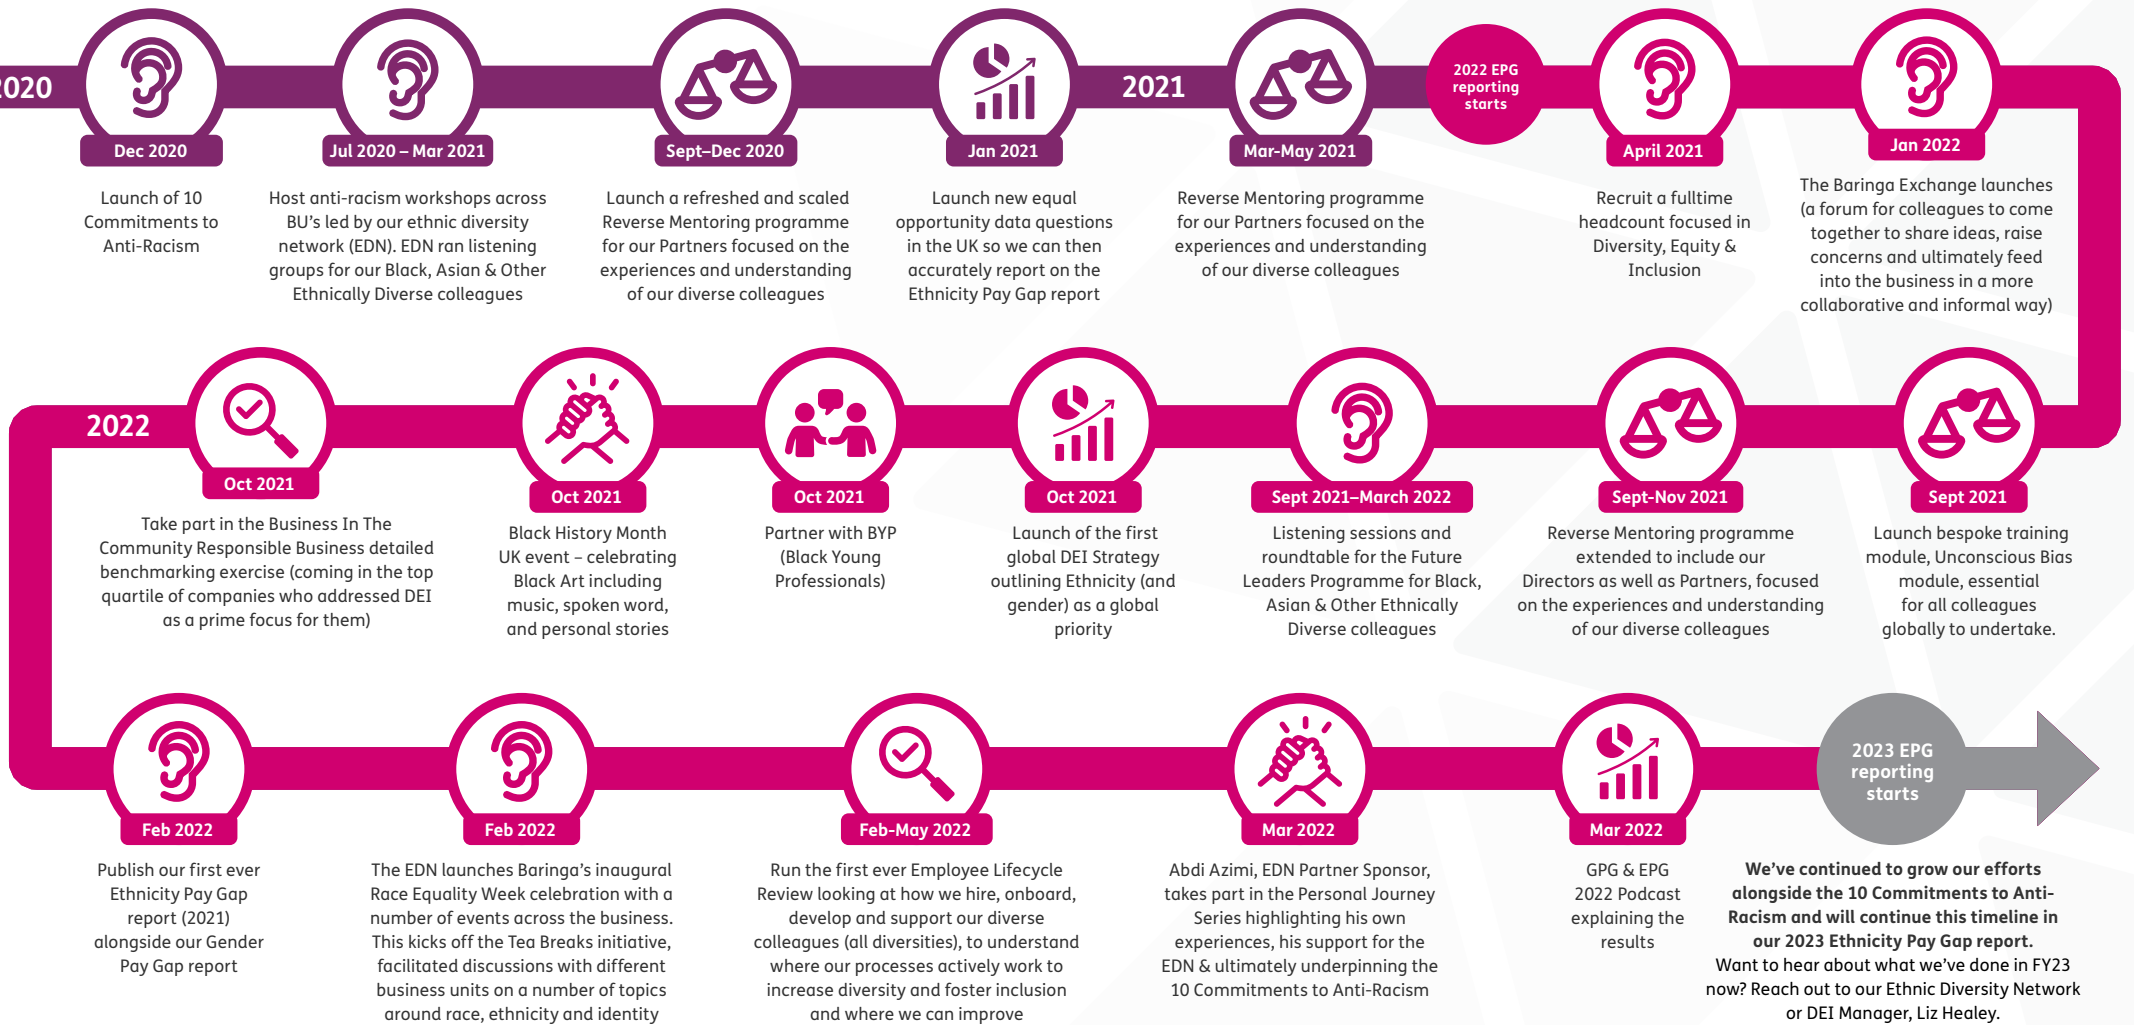 2020
Dec 2020
Launch of 10
Commitments to
Anti-Racism
Jul 2020 – Mar 2021
Host anti-racism workshops across
BU's led by our ethnic diversity
network (EDN). EDN ran listening
groups for our Black, Asian & Other
Ethnically Diverse colleagues
Sept–Dec 2020
Launch a refreshed and scaled
Reverse Mentoring programme
for our Partners focused on the
experiences and understanding
of our diverse colleagues
Jan 2021
Launch new equal
opportunity data questions
in the UK so we can then
accurately report on the
Ethnicity Pay Gap report
2021
Mar-May 2021
Reverse Mentoring programme
for our Partners focused on the
experiences and understanding
of our diverse colleagues
2022 EPG
reporting
starts
April 2021
Recruit a fulltime
headcount focused in
Diversity, Equity &
Inclusion
Jan 2022
The Baringa Exchange launches
(a forum for colleagues to come
together to share ideas, raise
concerns and ultimately feed
into the business in a more
collaborative and informal way)
2022
Oct 2021
Take part in the Business In The
Community Responsible Business detailed
benchmarking exercise (coming in the top
quartile of companies who addressed DEI
as a prime focus for them)
Oct 2021
Black History Month
UK event – celebrating
Black Art including
music, spoken word,
and personal stories
Oct 2021
Partner with BYP
(Black Young
Professionals)
Oct 2021
Launch of the first
global DEI Strategy
outlining Ethnicity (and
gender) as a global
priority
Sept 2021–March 2022
Listening sessions and
roundtable for the Future
Leaders Programme for Black,
Asian & Other Ethnically
Diverse colleagues
Sept-Nov 2021
Reverse Mentoring programme
extended to include our
Directors as well as Partners, focused
on the experiences and understanding
of our diverse colleagues
Sept 2021
Launch bespoke training
module, Unconscious Bias
module, essential
for all colleagues
globally to undertake.
Feb 2022
Publish our first ever
Ethnicity Pay Gap
report (2021)
alongside our Gender
Pay Gap report
Feb 2022
The EDN launches Baringa's inaugural
Race Equality Week celebration with a
number of events across the business.
This kicks off the Tea Breaks initiative,
facilitated discussions with different
business units on a number of topics
around race, ethnicity and identity
Feb-May 2022
Run the first ever Employee Lifecycle
Review looking at how we hire, onboard,
develop and support our diverse
colleagues (all diversities), to understand
where our processes actively work to
increase diversity and foster inclusion
and where we can improve
Mar 2022
Abdi Azimi, EDN Partner Sponsor,
takes part in the Personal Journey
Series highlighting his own
experiences, his support for the
EDN & ultimately underpinning the
10 Commitments to Anti-Racism
Mar 2022
GPG & EPG
2022 Podcast
explaining the
results
2023 EPG
reporting
starts
We've continued to grow our efforts
alongside the 10 Commitments to Anti-
Racism and will continue this timeline in
our 2023 Ethnicity Pay Gap report.
Want to hear about what we've done in FY23
now? Reach out to our Ethnic Diversity Network
or DEI Manager, Liz Healey.